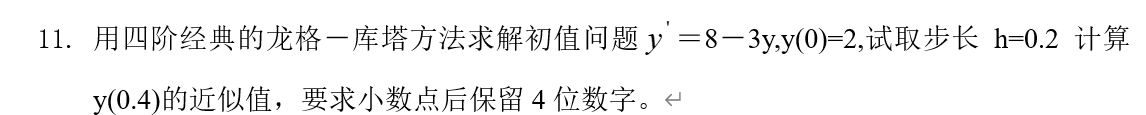 11. 用四阶经典的龙格－库塔方法求解初值问题 y'＝8－3y,y(0)=2,试取步长 h=0.2 计算
y(0.4)的近似值，要求小数点后保留 4 位数字。↵